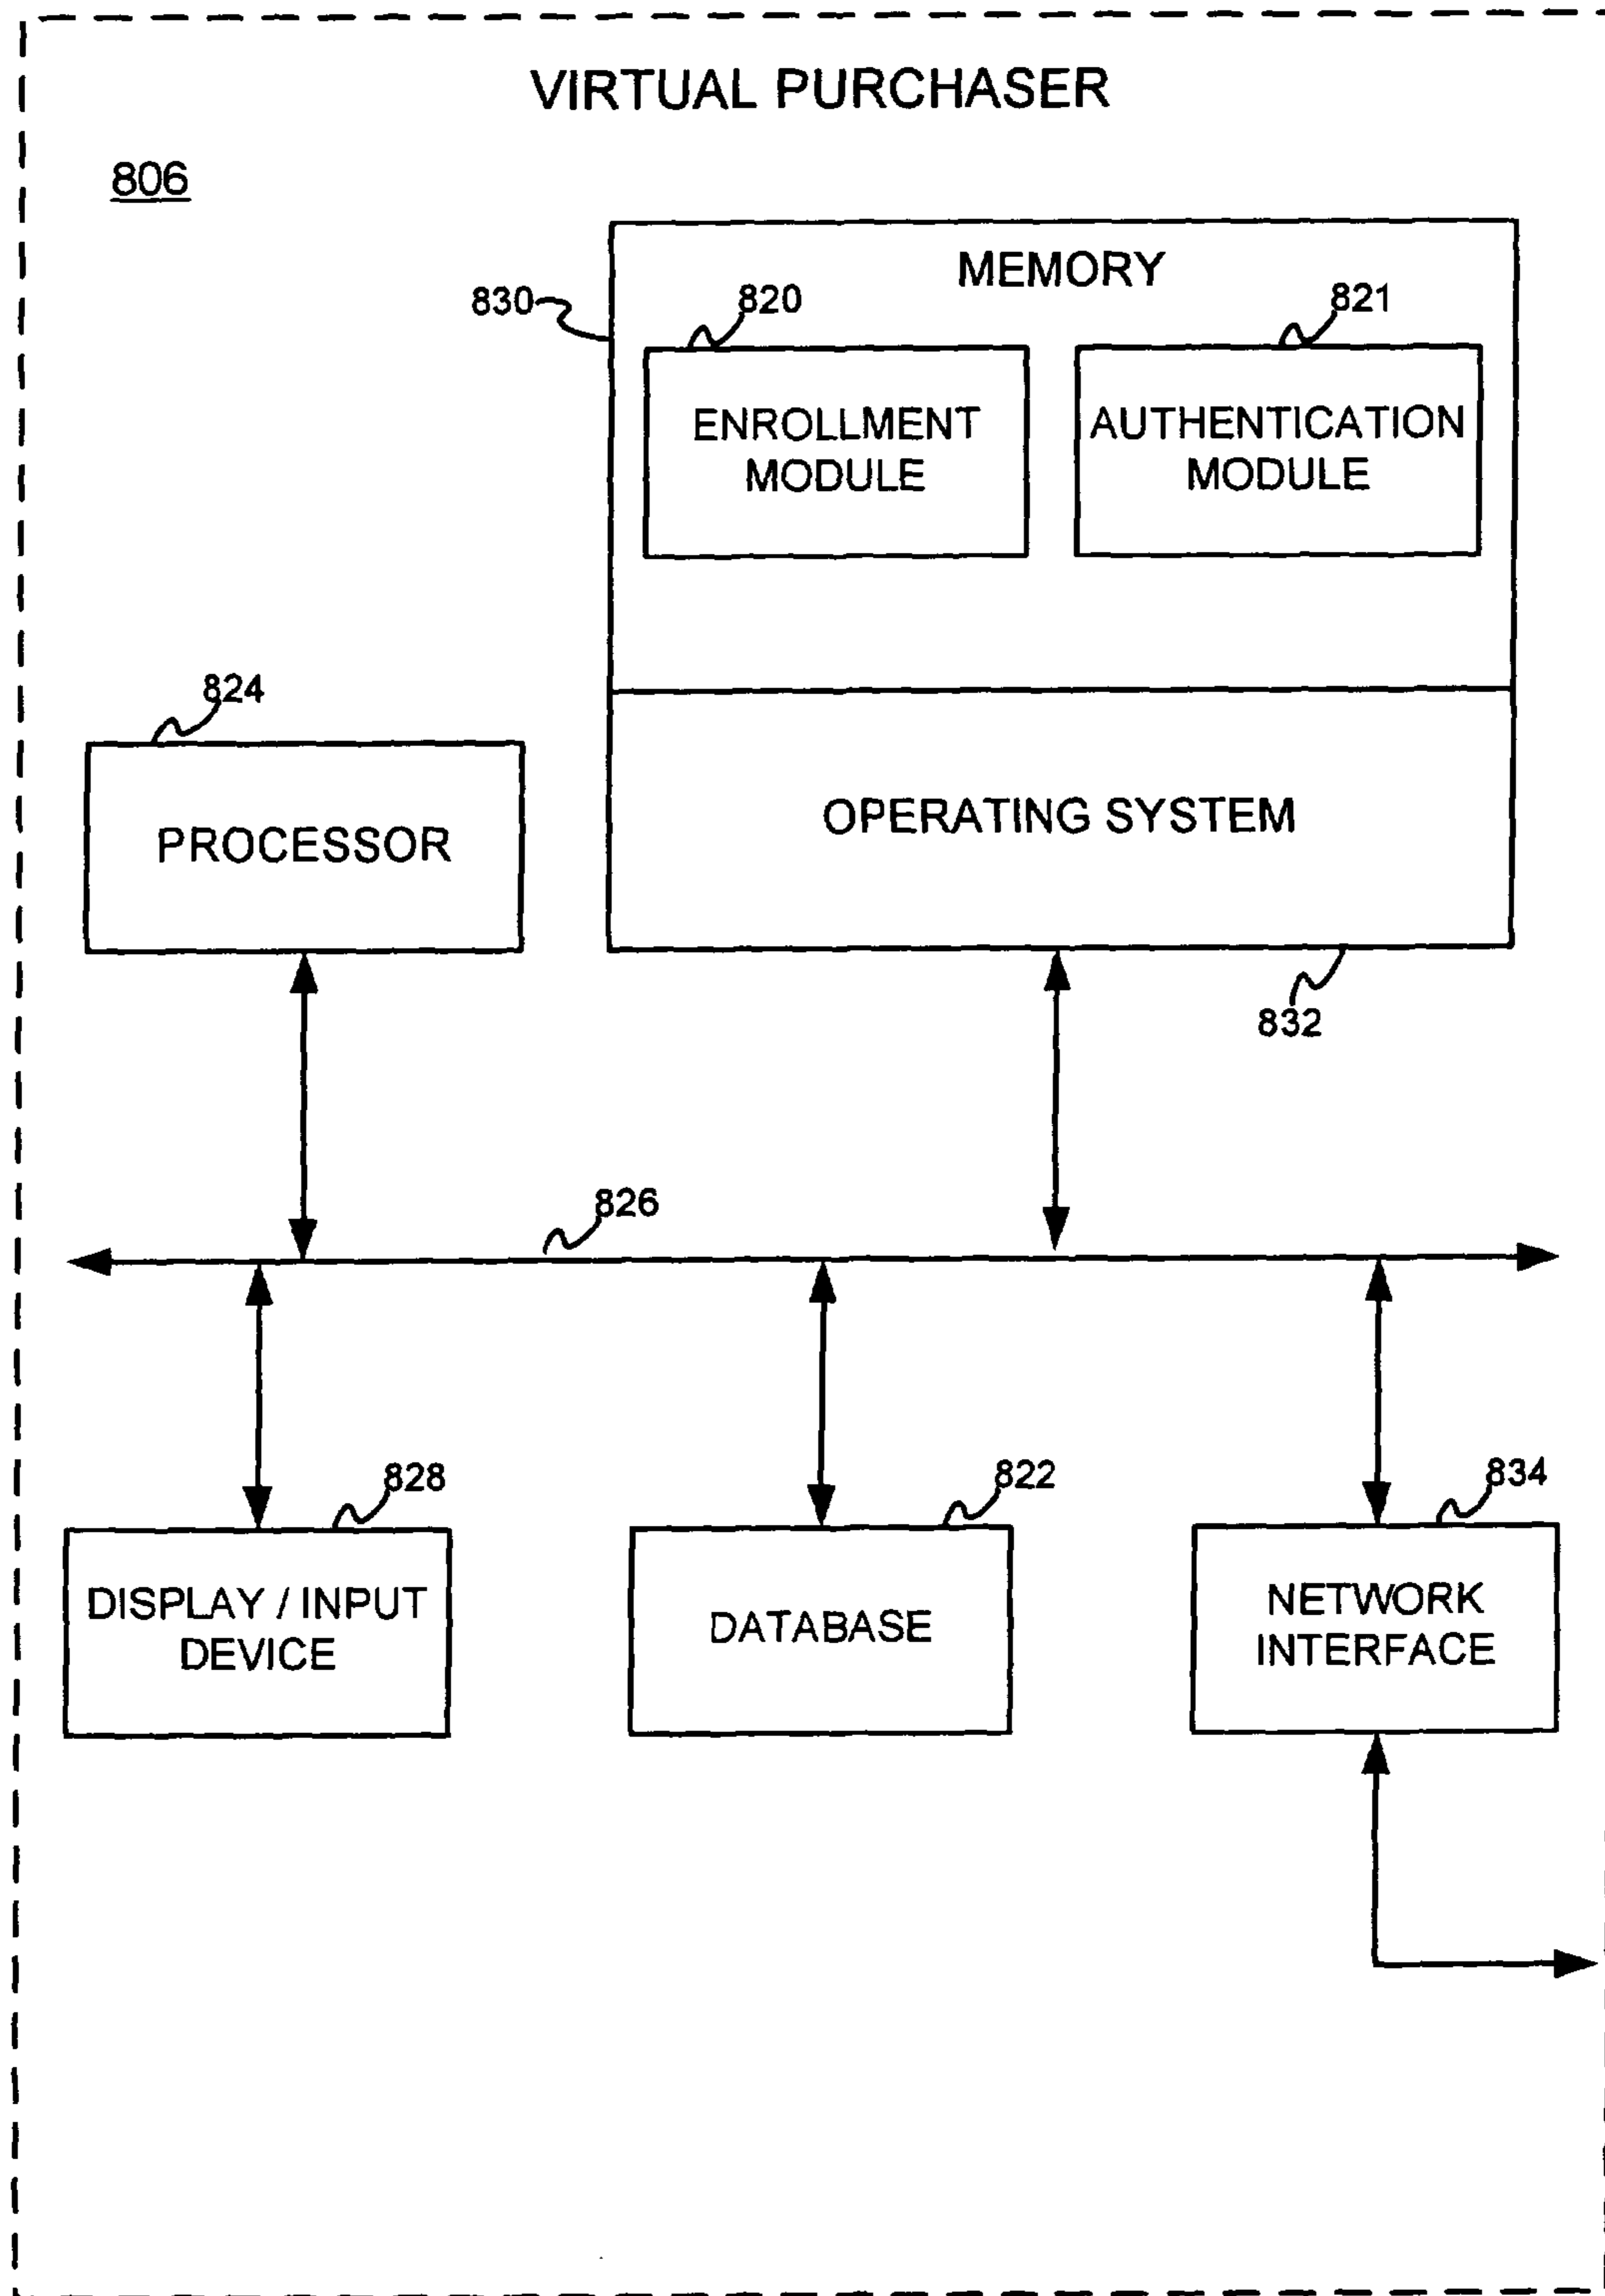 VIRTUAL PURCHASER
806
MEMORY
830
820
821
ENROLLMENT
MODULE
AUTHENTICATION
MODULE
824
PROCESSOR
OPERATING SYSTEM
832
826
828
822
834
DISPLAY / INPUT
DEVICE
DATABASE
NETWORK
INTERFACE